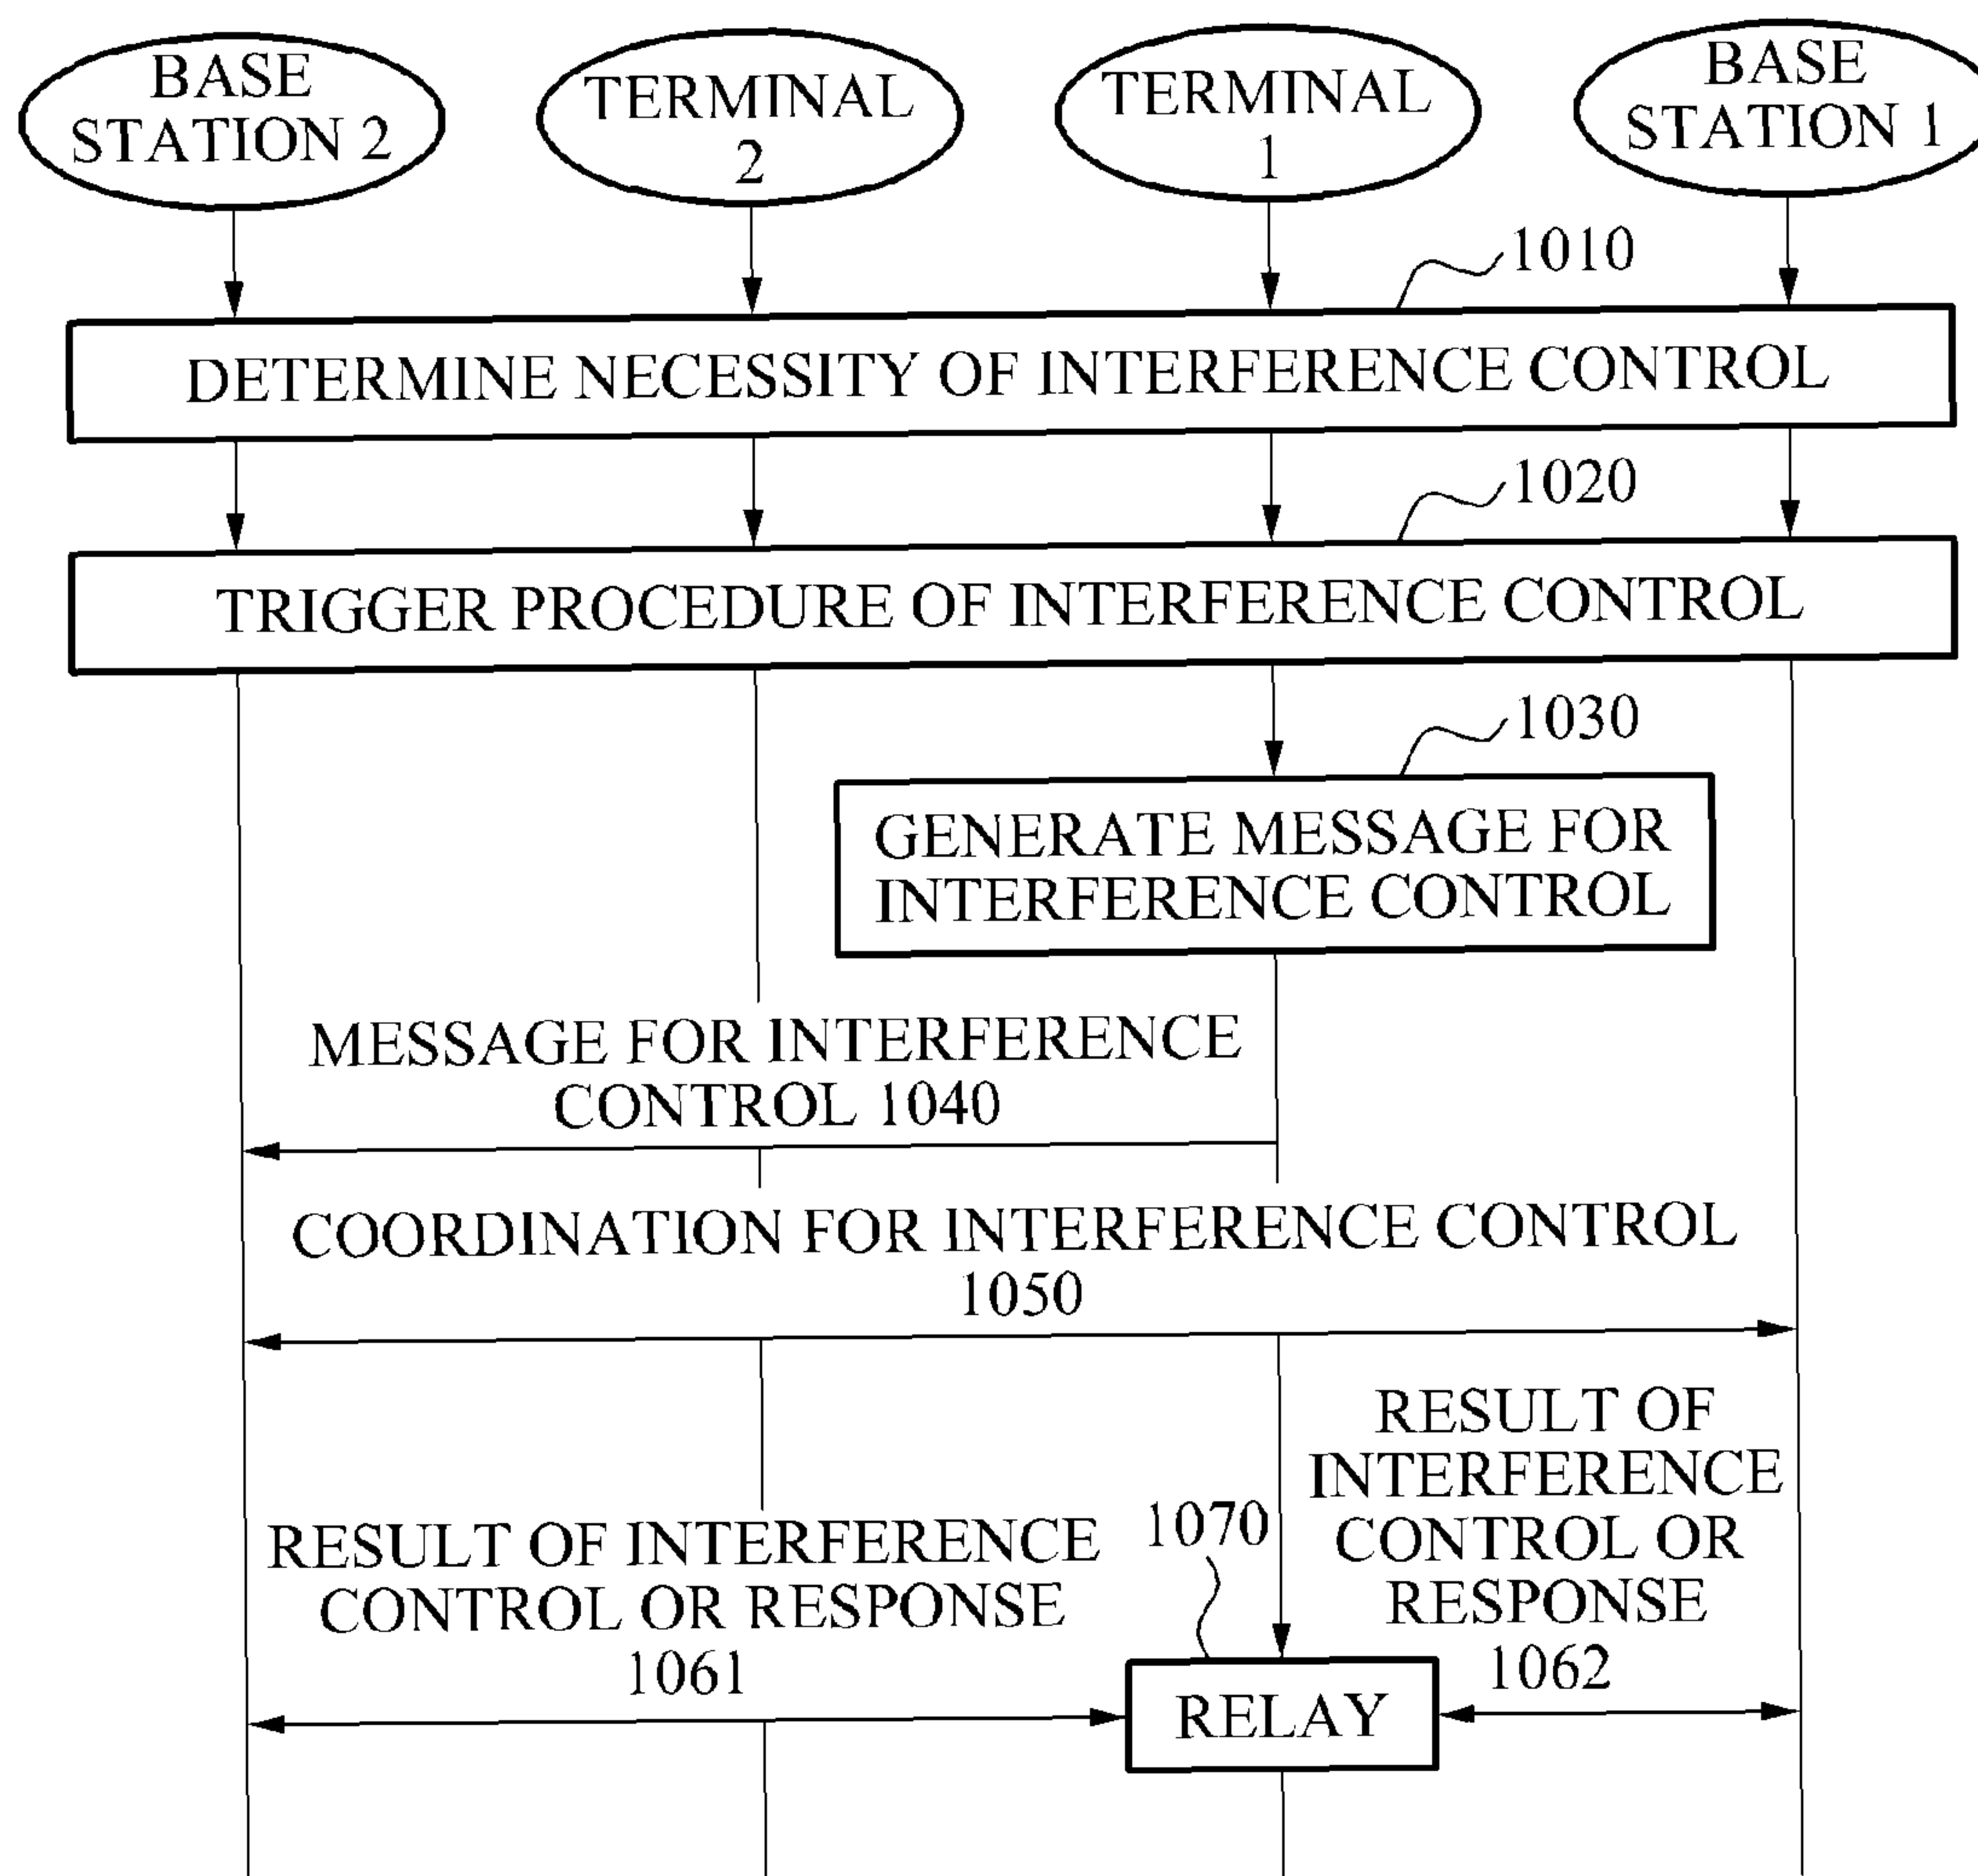 BASE
STATION 2
TERMINAL
2
TERMINAL
1
BASE
STATION 1
1010
DETERMINE NECESSITY OF INTERFERENCE CONTROL
1020
TRIGGER PROCEDURE OF INTERFERENCE CONTROL
1030
GENERATE MESSAGE FOR
INTERFERENCE CONTROL
MESSAGE FOR INTERFERENCE
CONTROL 1040
COORDINATION FOR INTERFERENCE CONTROL
1050
RESULT OF INTERFERENCE
CONTROL OR RESPONSE
1061
1070
RELAY
RESULT OF
INTERFERENCE
CONTROL OR
RESPONSE
1062